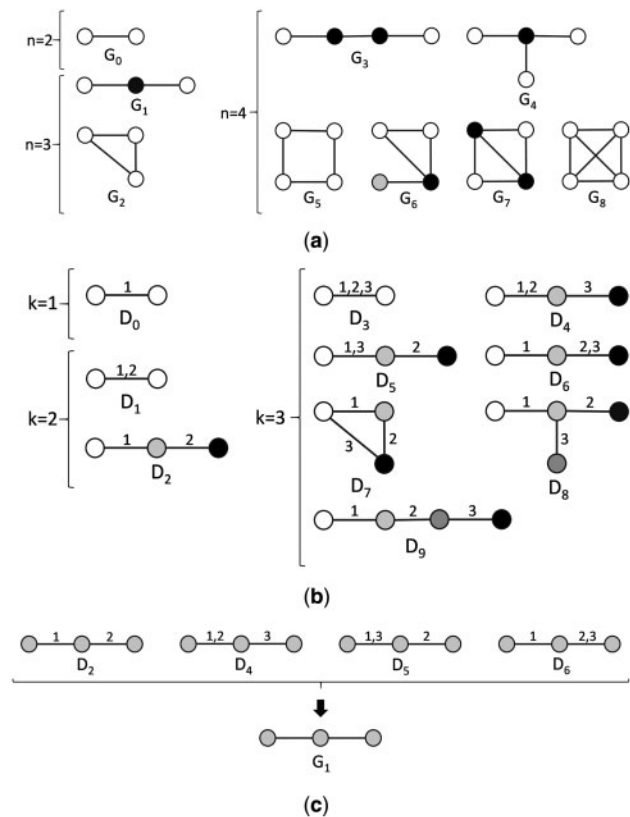 n=2
G0
G1
n=3
G2
n=4
G3
G4
G5
G6
G7
G8
(a)
k=1
1
D0
k=2
1,2
D1
1 2
D2
k=3
1,2,3
D3
1,2 3
D4
1,3 2
D5
1 2,3
D6
1
3 2
D7
1 2
3
D8
1 2 3
D9
(b)
1 2
D2
1,2 3
D4
1,3 2
D5
1 2,3
D6
G1
(c)